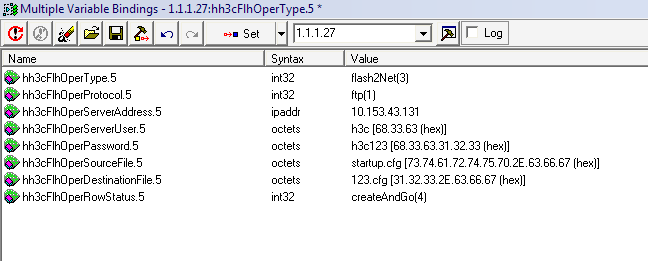 Multiple Variable Bindings - 1.1.1.27:hh3cFlhOperType.5 *
Set 1.1.1.27 Log
Name Syntax Value
hh3cFlhOperType.5 int32 flash2Net(3)
hh3cFlhOperProtocol.5 int32 ftp(1)
hh3cFlhOperServerAddress.5 ipaddr 10.153.43.131
hh3cFlhOperServerUser.5 octets h3c [68.33.63 (hex)]
hh3cFlhOperPassword.5 octets h3c123 [68.33.63.31.32.33 (hex)]
hh3cFlhOperSourceFile.5 octets startup.cfg [73.74.61.72.74.75.70.2E.63.66.67 (hex)]
hh3cFlhOperDestinationFile.5 octets 123.cfg [31.32.33.2E.63.66.67 (hex)]
hh3cFlhOperRowStatus.5 int32 createAndGo(4)